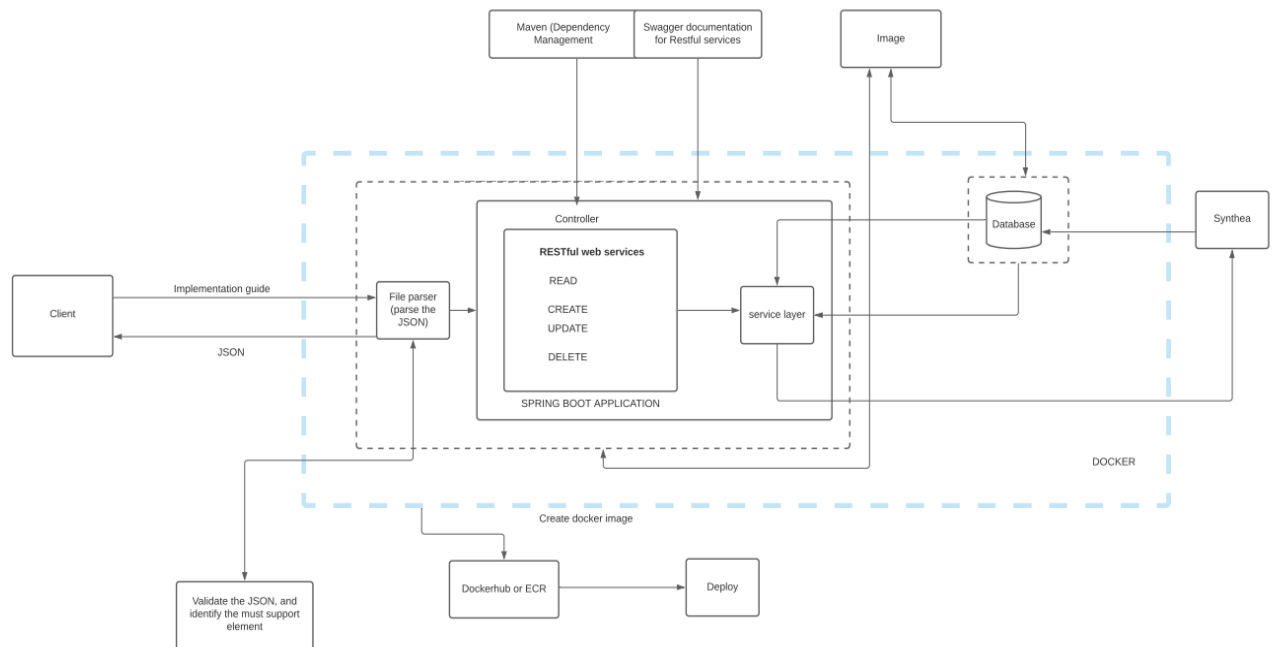 Maven (Dependency
Management
Swagger documentation
for Restful services
Image
Controller
RESTful web services
READ
CREATE
UPDATE
DELETE
SPRING BOOT APPLICATION
Database
Synthea
Client
Implementation guide
JSON
File parser
(parse the
JSON)
service layer
DOCKER
Create docker image
Dockerhub or ECR
Deploy
Validate the JSON, and
identify the must support
element